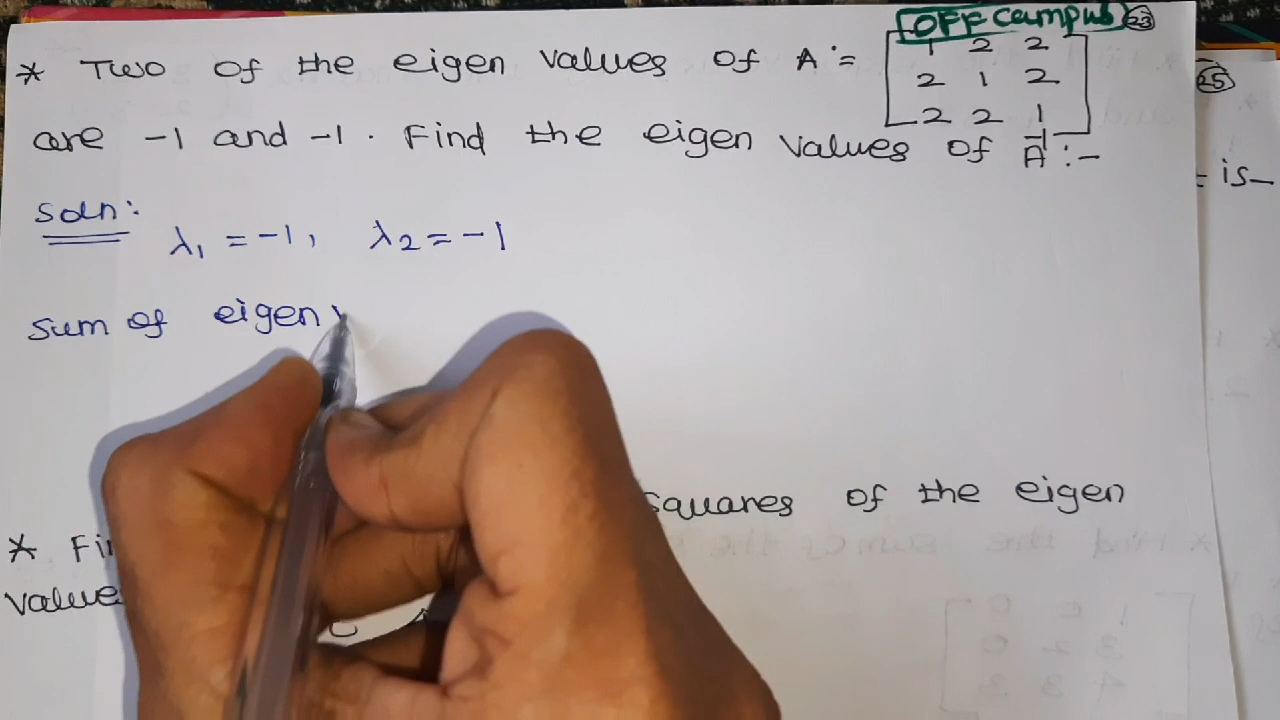 OFF campus 23
* Two of the eigen values of A = [1 2 2
2 1 2
2 2 1]
are -1 and -1. Find the eigen values of A⁻¹ :-
25
= is-
Soln:
λ₁ = -1, λ₂ = -1
Sum of eigen
squares of the eigen
* Fi
value